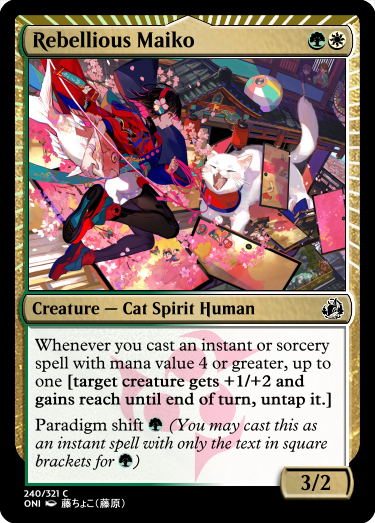 Rebellious Maiko
Creature — Cat Spirit Human
Whenever you cast an instant or sorcery
spell with mana value 4 or greater, up to
one [target creature gets +1/+2 and
gains reach until end of turn, untap it.]
Paradigm shift (You may cast this as
an instant spell with only the text in square
brackets for )
3/2
240/321 C
ONI 藤ちょこ(藤原)